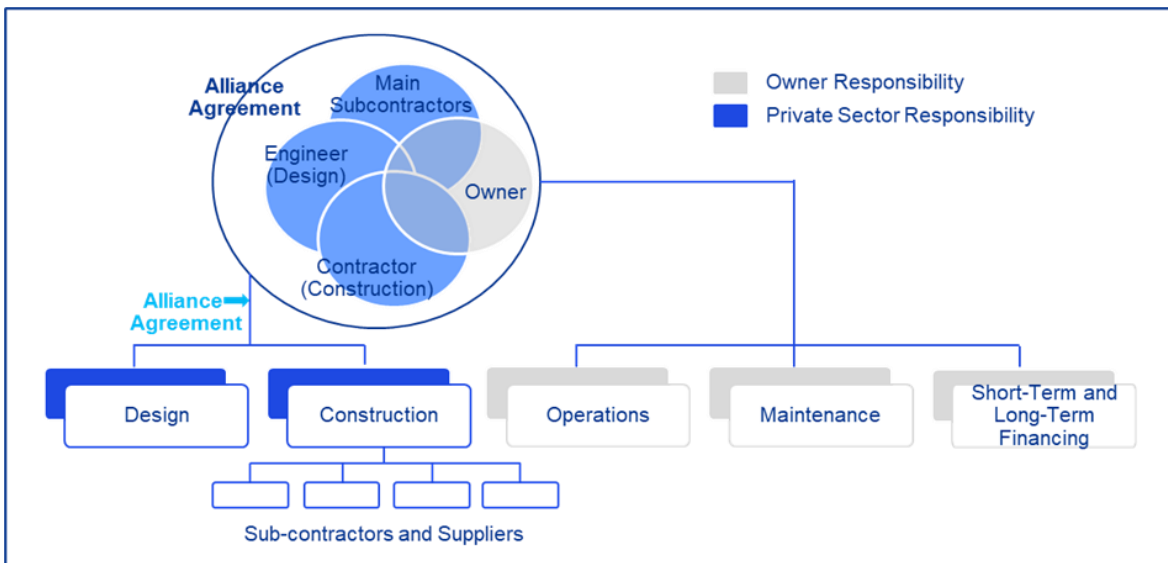 Alliance
Agreement
Main
Subcontractors
Engineer
(Design)
Owner
Contractor
(Construction)
Owner Responsibility
Private Sector Responsibility
Alliance
Agreement
Design
Construction
Operations
Maintenance
Short-Term and
Long-Term
Financing
Sub-contractors and Suppliers